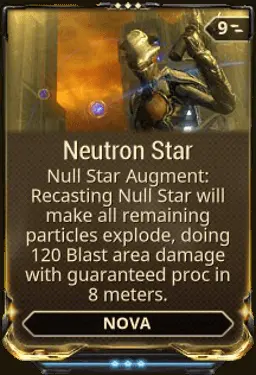 9
Neutron Star
Null Star Augment:
Recasting Null Star will
make all remaining
particles explode, doing
120 Blast area damage
with guaranteed proc in
8 meters.
NOVA